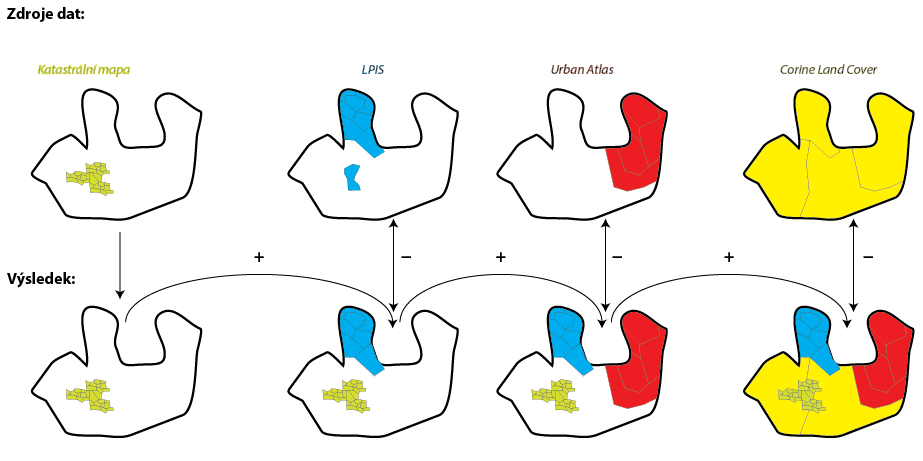 Zdroje dat:
Katastrální mapa
LPIS
Urban Atlas
Corine Land Cover
+ − + − + −
Výsledek: